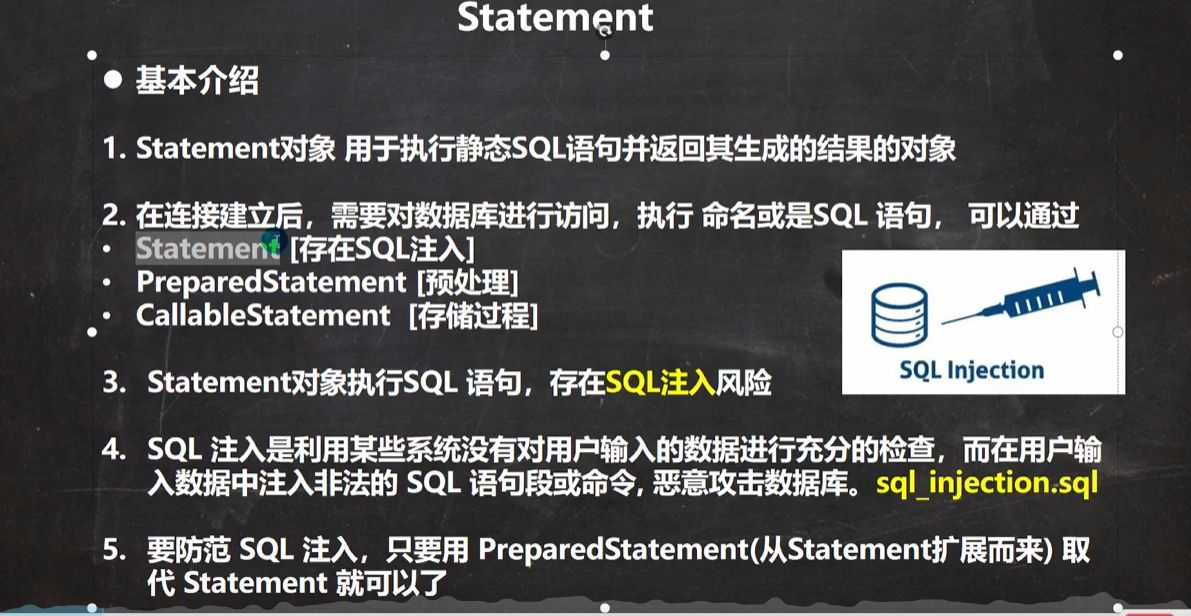 Statement
● 基本介绍
1. Statement对象 用于执行静态SQL语句并返回其生成的结果的对象
2. 在连接建立后，需要对数据库进行访问，执行 命名或是SQL 语句， 可以通过
• Statement [存在SQL注入]
• PreparedStatement [预处理]
• CallableStatement [存储过程]
SQL Injection
3. Statement对象执行SQL 语句，存在SQL注入风险
4. SQL 注入是利用某些系统没有对用户输入的数据进行充分的检查，而在用户输
入数据中注入非法的 SQL 语句段或命令, 恶意攻击数据库。sql_injection.sql
5. 要防范 SQL 注入，只要用 PreparedStatement(从Statement扩展而来) 取
代 Statement 就可以了